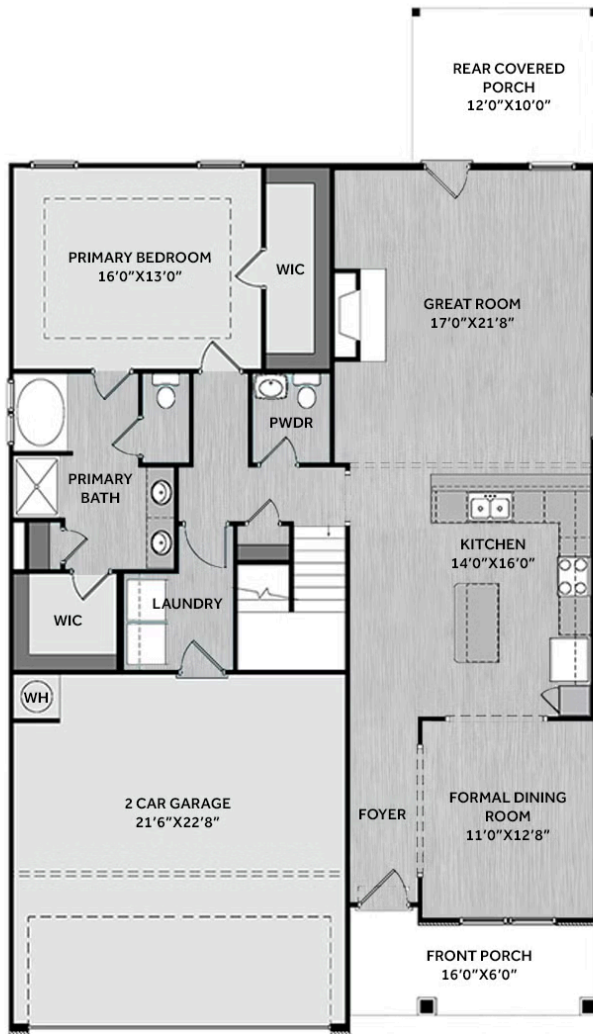 REAR COVERED
PORCH
12'0"X10'0"
PRIMARY BEDROOM
16'0"X13'0"
WIC
GREAT ROOM
17'0"X21'8"
PWDR
PRIMARY
BATH
KITCHEN
14'0"X16'0"
LAUNDRY
WIC
WH
2 CAR GARAGE
21'6"X22'8"
FOYER
FORMAL DINING
ROOM
11'0"X12'8"
FRONT PORCH
16'0"X6'0"